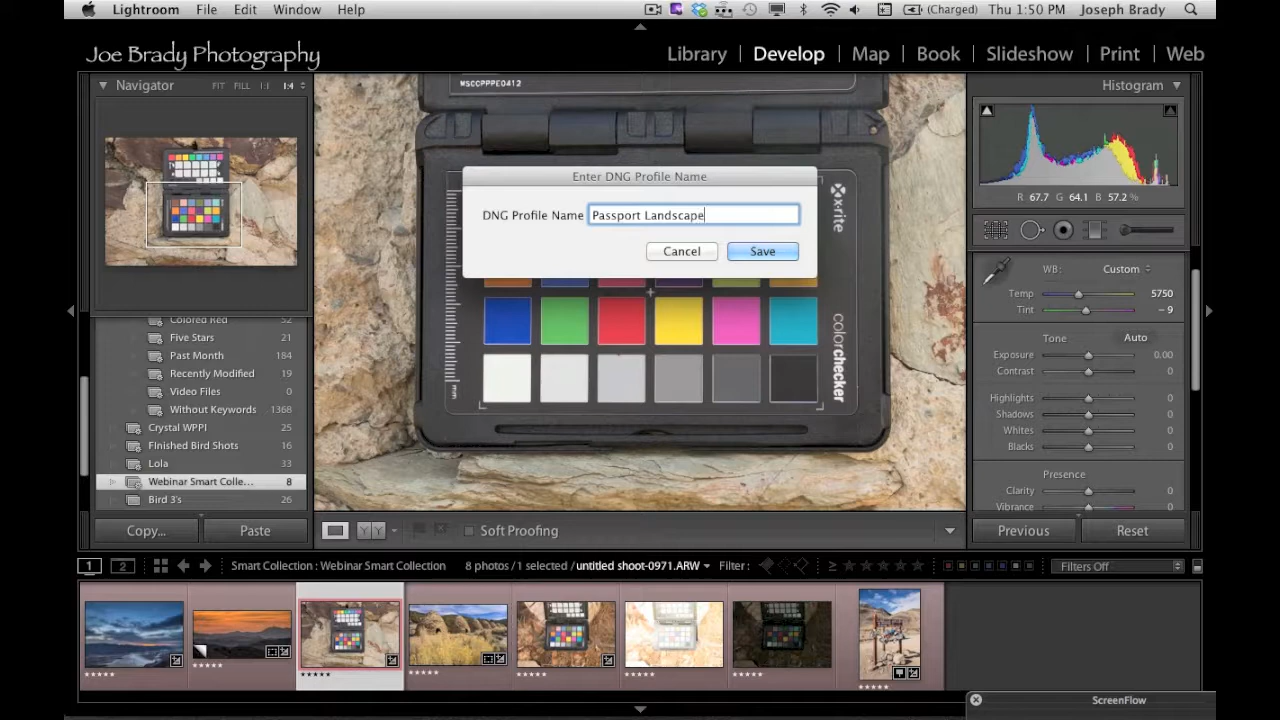 Lightroom File Edit Window Help (Charged) Thu 1:50 PM Joseph Brady
Joe Brady Photography
Library | Develop | Map | Book | Slideshow | Print | Web
Navigator FIT FILL 1:1 1:4
Histogram
MSCCPPPE0412
R 67.7 G 64.1 B 57.2
Enter DNG Profile Name
DNG Profile Name Passport Landscape
Cancel Save
x·rite
colorchecker
mm
WB: Custom
Temp 5750
Tint – 9
Tone Auto
Exposure 0.00
Contrast 0
Highlights 0
Shadows 0
Whites 0
Blacks 0
Presence
Clarity 0
Vibrance 0
Colored Red 52
Five Stars 21
Past Month 184
Recently Modified 19
Video Files 0
Without Keywords 1368
Crystal WPPI 25
FInished Bird Shots 16
Lola 33
Webinar Smart Colle... 8
Bird 3's 26
Copy... Paste
Y Y Soft Proofing
Previous Reset
1 2 Smart Collection : Webinar Smart Collection 8 photos / 1 selected / untitled shoot-0971.ARW Filter : ≥ ★★★★★ Filters Off
ScreenFlow